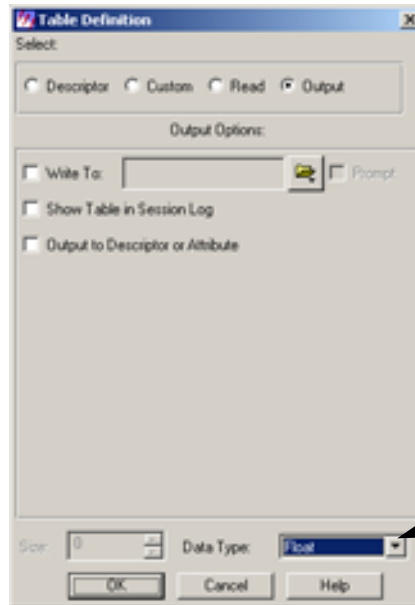 Table Definition
Select:
Descriptor Custom Read Output
Output Options:
Write To: Prompt
Show Table in Session Log
Output to Descriptor or Attribute
Size: 0 Data Type: Float
OK Cancel Help